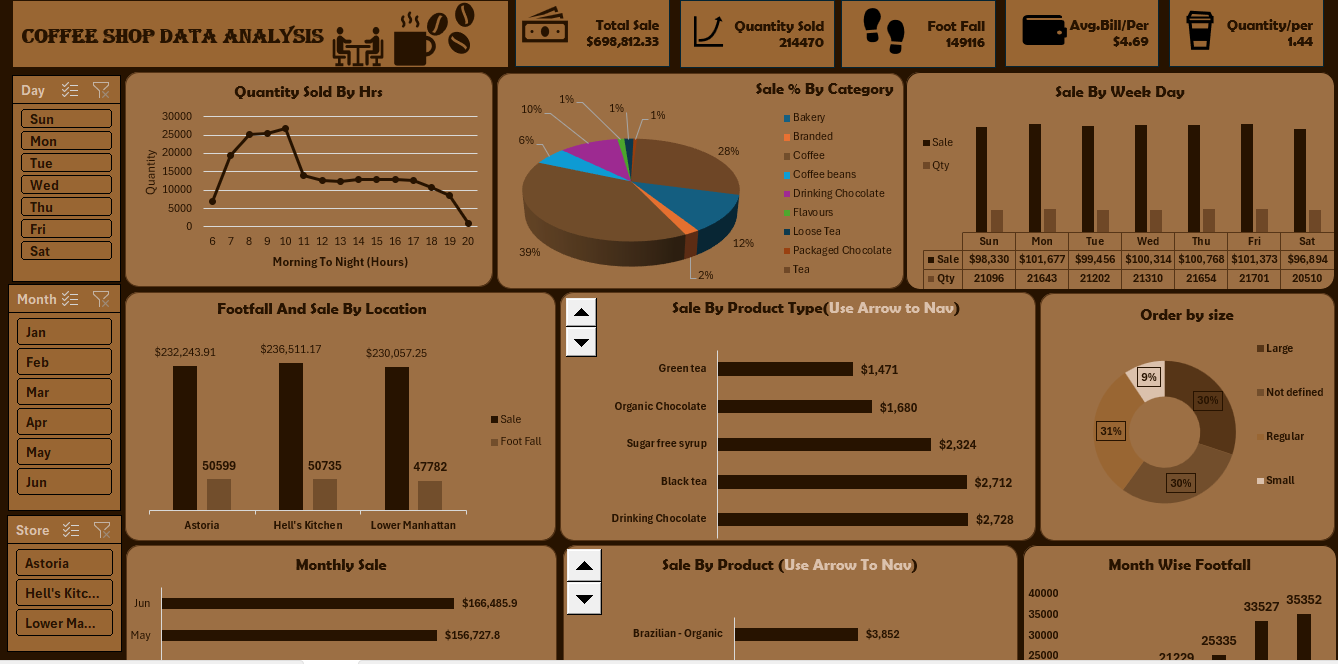 COFFEE SHOP DATA ANALYSIS
Total Sale
$698,812.33
Quantity Sold
214470
Foot Fall
149116
Avg.Bill/Per
$4.69
Quantity/per
1.44
Day
Sun
Mon
Tue
Wed
Thu
Fri
Sat
Month
Jan
Feb
Mar
Apr
May
Jun
Store
Astoria
Hell's Kitc...
Lower Ma...
Quantity Sold By Hrs
Quantity
30000
25000
20000
15000
10000
5000
0
6 7 8 9 10 11 12 13 14 15 16 17 18 19 20
Morning To Night (Hours)
Sale % By Category
1%
10%
1%
1%
6%
28%
39%
12%
2%
Bakery
Branded
Coffee
Coffee beans
Drinking Chocolate
Flavours
Loose Tea
Packaged Chocolate
Tea
Sale By Week Day
Sale
Qty
Sun Mon Tue Wed Thu Fri Sat
Sale $98,330 $101,677 $99,456 $100,314 $100,768 $101,373 $96,894
Qty 21096 21643 21202 21310 21654 21701 20510
Footfall And Sale By Location
$232,243.91 $236,511.17 $230,057.25
50599 50735 47782
Sale
Foot Fall
Astoria Hell's Kitchen Lower Manhattan
Sale By Product Type(Use Arrow to Nav)
Green tea $1,471
Organic Chocolate $1,680
Sugar free syrup $2,324
Black tea $2,712
Drinking Chocolate $2,728
Order by size
9%
30%
31%
30%
Large
Not defined
Regular
Small
Monthly Sale
Jun $166,485.9
May $156,727.8
Sale By Product (Use Arrow To Nav)
Brazilian - Organic $3,852
Month Wise Footfall
40000
35000
30000
25000
21229 25335 33527 35352